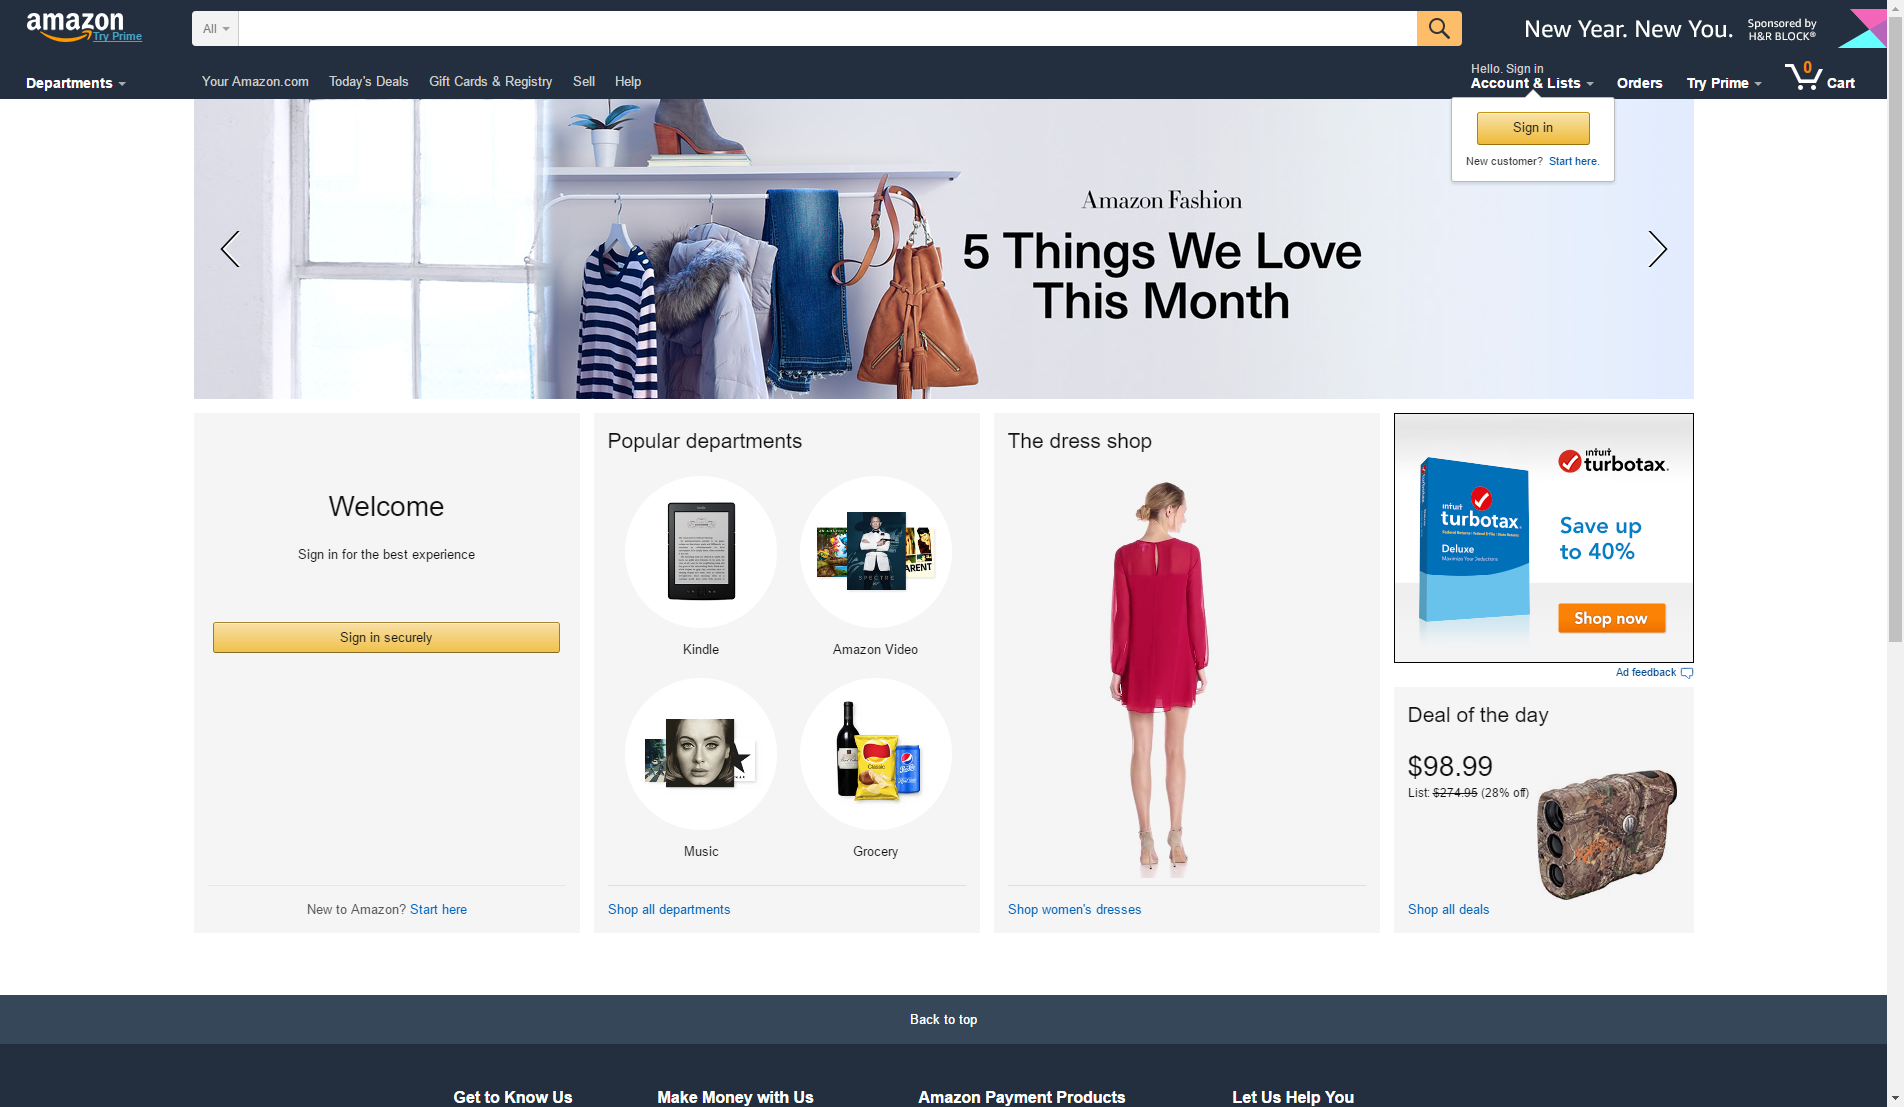 amazon
Try Prime
All
New Year. New You.
Sponsored by
H&R BLOCK®
Departments
Your Amazon.com
Today's Deals
Gift Cards & Registry
Sell
Help
Hello. Sign in
Account & Lists
Orders
Try Prime
0
Cart
Sign in
New customer? Start here.
Amazon Fashion
5 Things We Love
This Month
Welcome
Sign in for the best experience
Sign in securely
New to Amazon? Start here
Popular departments
SPECTRE
ARENT
Kindle
Amazon Video
Classic
Music
Grocery
Shop all departments
The dress shop
Shop women's dresses
intuit
turbotax.
intuit
turbotax.
Deluxe
Maximize Your Deductions
Save up
to 40%
Shop now
Ad feedback
Deal of the day
$98.99
List: $274.95 (28% off)
Shop all deals
Back to top
Get to Know Us
Make Money with Us
Amazon Payment Products
Let Us Help You